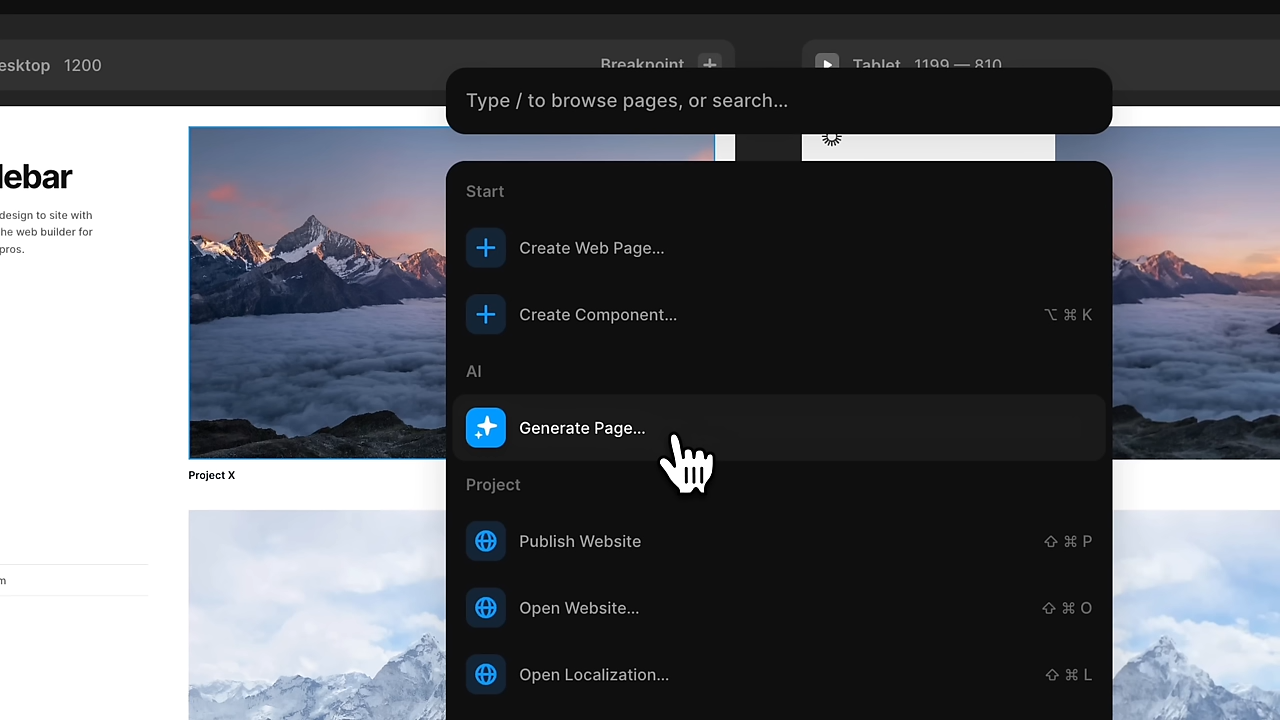 esktop 1200
Breakpoint
Tablet 1199 — 810
Type / to browse pages, or search...
lebar
design to site with
he web builder for
pros.
Project X
m
Start
Create Web Page...
Create Component... ⌥ ⌘ K
AI
Generate Page...
Project
Publish Website ⇧ ⌘ P
Open Website... ⇧ ⌘ O
Open Localization... ⇧ ⌘ L